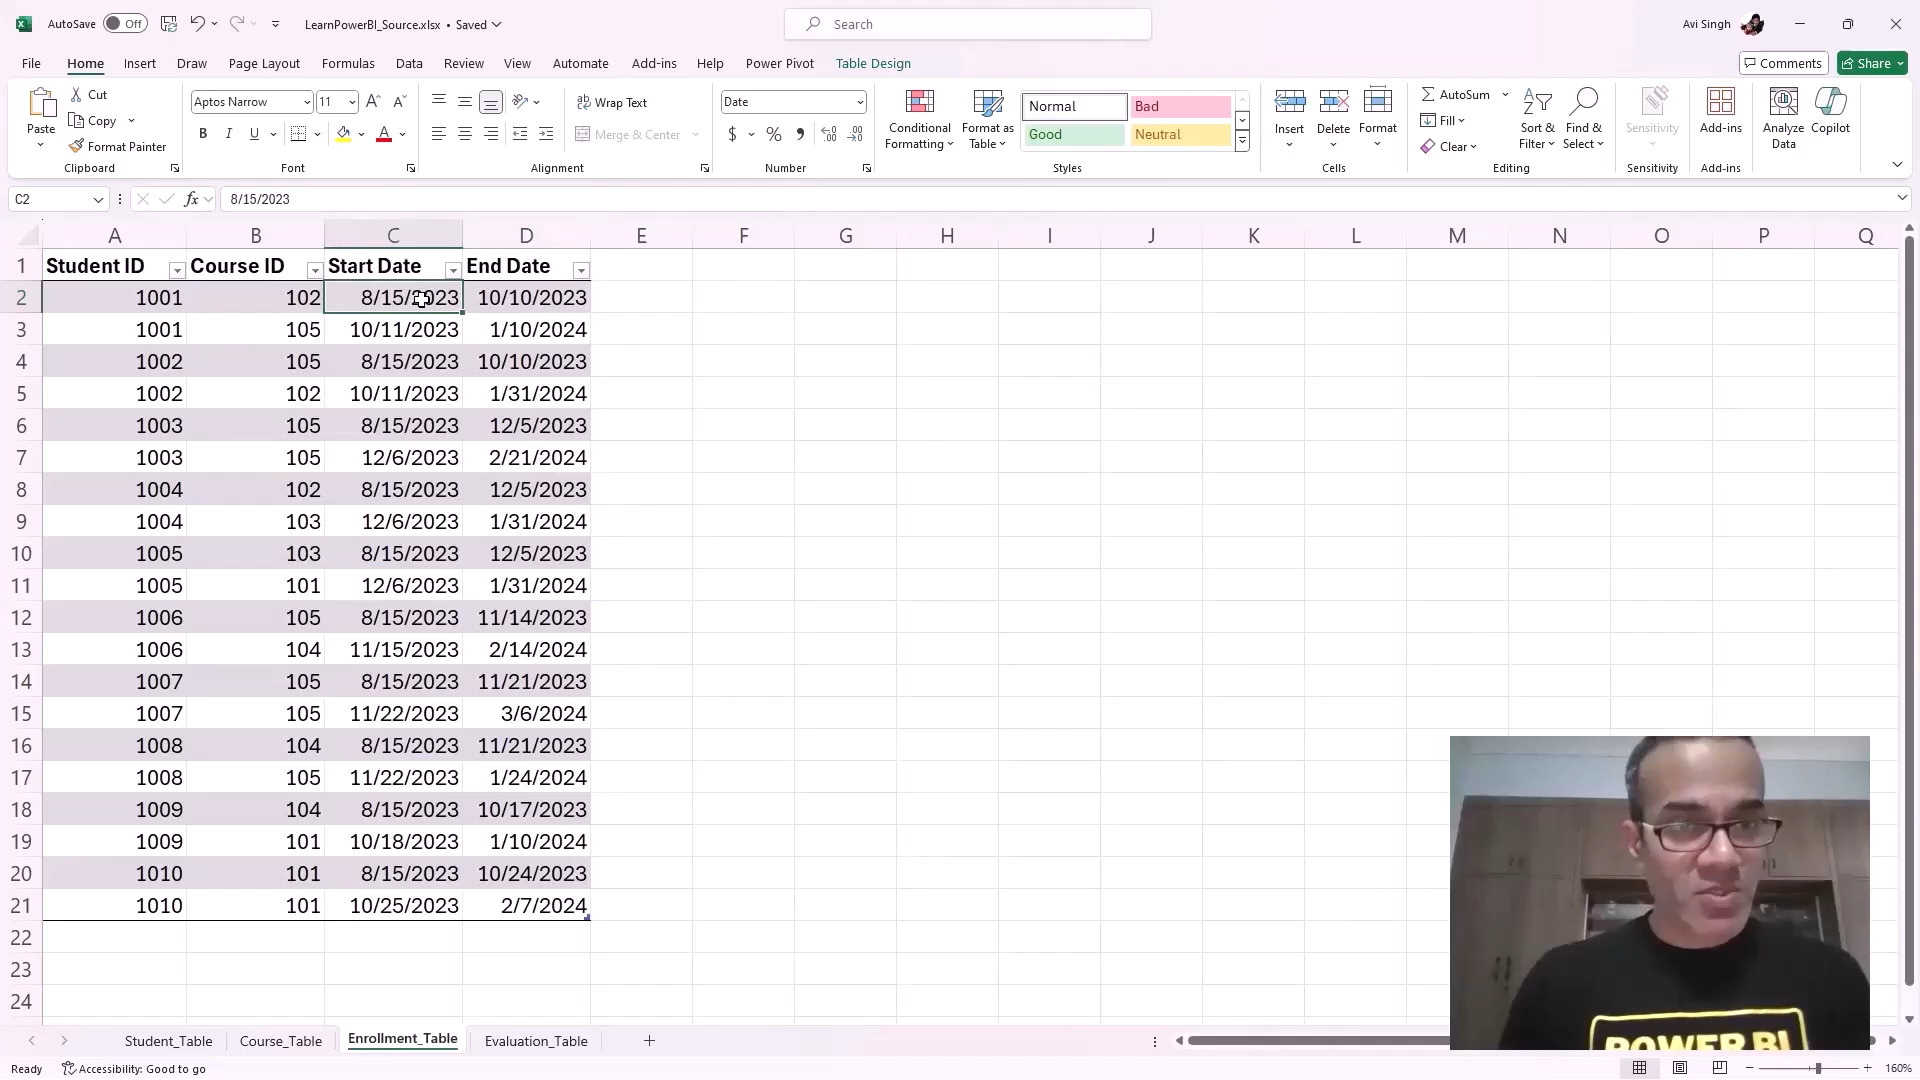 AutoSave Off LearnPowerBI_Source.xlsx • Saved Search Avi Singh
File Home Insert Draw Page Layout Formulas Data Review View Automate Add-ins Help Power Pivot Table Design Comments Share
Paste Cut Copy Format Painter Clipboard
Aptos Narrow 11 A A B I U A Font
Wrap Text Merge & Center Alignment
Date $ % , Number
Conditional Formatting Format as Table Normal Bad Good Neutral Styles
Insert Delete Format Cells
AutoSum Fill Clear Sort & Filter Find & Select Editing
Sensitivity Sensitivity
Add-ins Add-ins
Analyze Data Copilot
C2 fx 8/15/2023
A B C D E F G H I J K L M N O P Q
1 Student ID Course ID Start Date End Date
2 1001 102 8/15/2023 10/10/2023
3 1001 105 10/11/2023 1/10/2024
4 1002 105 8/15/2023 10/10/2023
5 1002 102 10/11/2023 1/31/2024
6 1003 105 8/15/2023 12/5/2023
7 1003 105 12/6/2023 2/21/2024
8 1004 102 8/15/2023 12/5/2023
9 1004 103 12/6/2023 1/31/2024
10 1005 103 8/15/2023 12/5/2023
11 1005 101 12/6/2023 1/31/2024
12 1006 105 8/15/2023 11/14/2023
13 1006 104 11/15/2023 2/14/2024
14 1007 105 8/15/2023 11/21/2023
15 1007 105 11/22/2023 3/6/2024
16 1008 104 8/15/2023 11/21/2023
17 1008 105 11/22/2023 1/24/2024
18 1009 104 8/15/2023 10/17/2023
19 1009 101 10/18/2023 1/10/2024
20 1010 101 8/15/2023 10/24/2023
21 1010 101 10/25/2023 2/7/2024
22
23
24
POWER BI
Student_Table Course_Table Enrollment_Table Evaluation_Table
Ready Accessibility: Good to go 160%